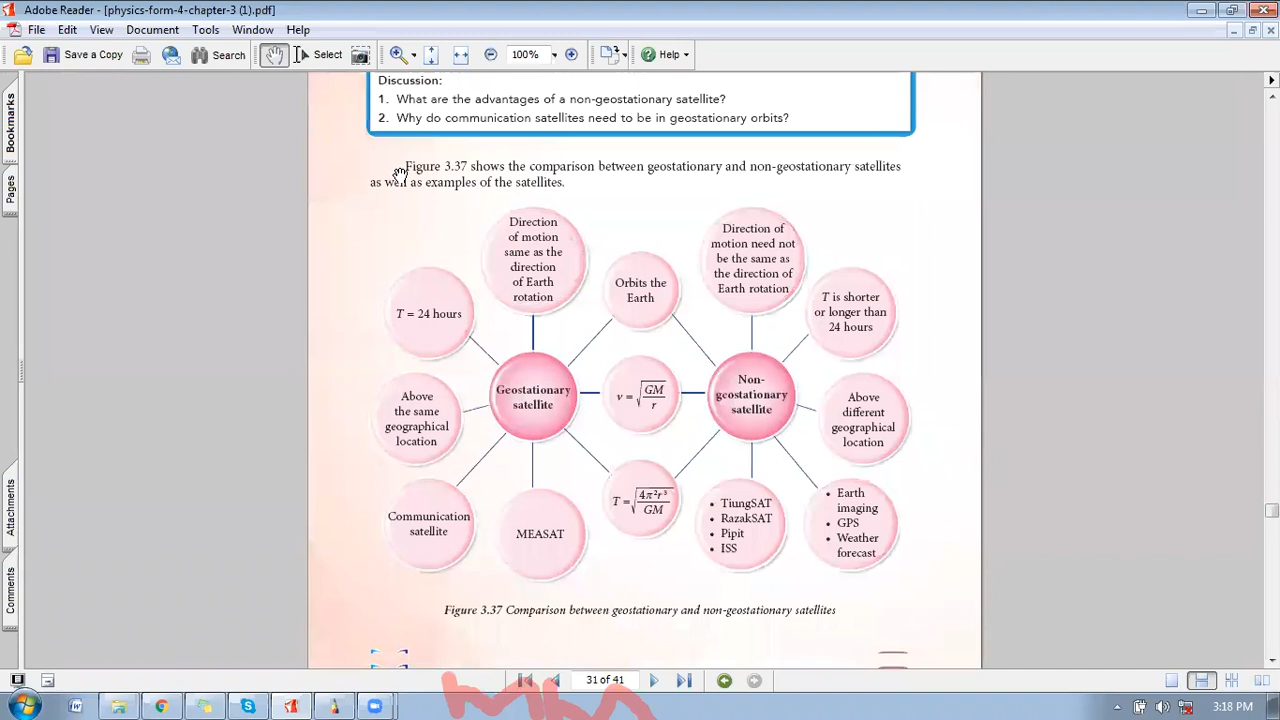 Adobe Reader - [physics-form-4-chapter-3 (1).pdf]
File Edit View Document Tools Window Help
Save a Copy Search Select 100% Help
Bookmarks
Pages
Attachments
Comments
Discussion:
1. What are the advantages of a non-geostationary satellite?
2. Why do communication satellites need to be in geostationary orbits?
Figure 3.37 shows the comparison between geostationary and non-geostationary satellites
as well as examples of the satellites.
Direction
of motion
same as the
direction
of Earth
rotation
T = 24 hours
Above
the same
geographical
location
Communication
satellite
MEASAT
Geostationary
satellite
Orbits the
Earth
v = √(GM/r)
T = √(4π²r³/GM)
Non-
geostationary
satellite
Direction of
motion need not
be the same as
the direction of
Earth rotation
T is shorter
or longer than
24 hours
Above
different
geographical
location
• TiungSAT
• RazakSAT
• Pipit
• ISS
• Earth
imaging
• GPS
• Weather
forecast
Figure 3.37 Comparison between geostationary and non-geostationary satellites
31 of 41
3:18 PM